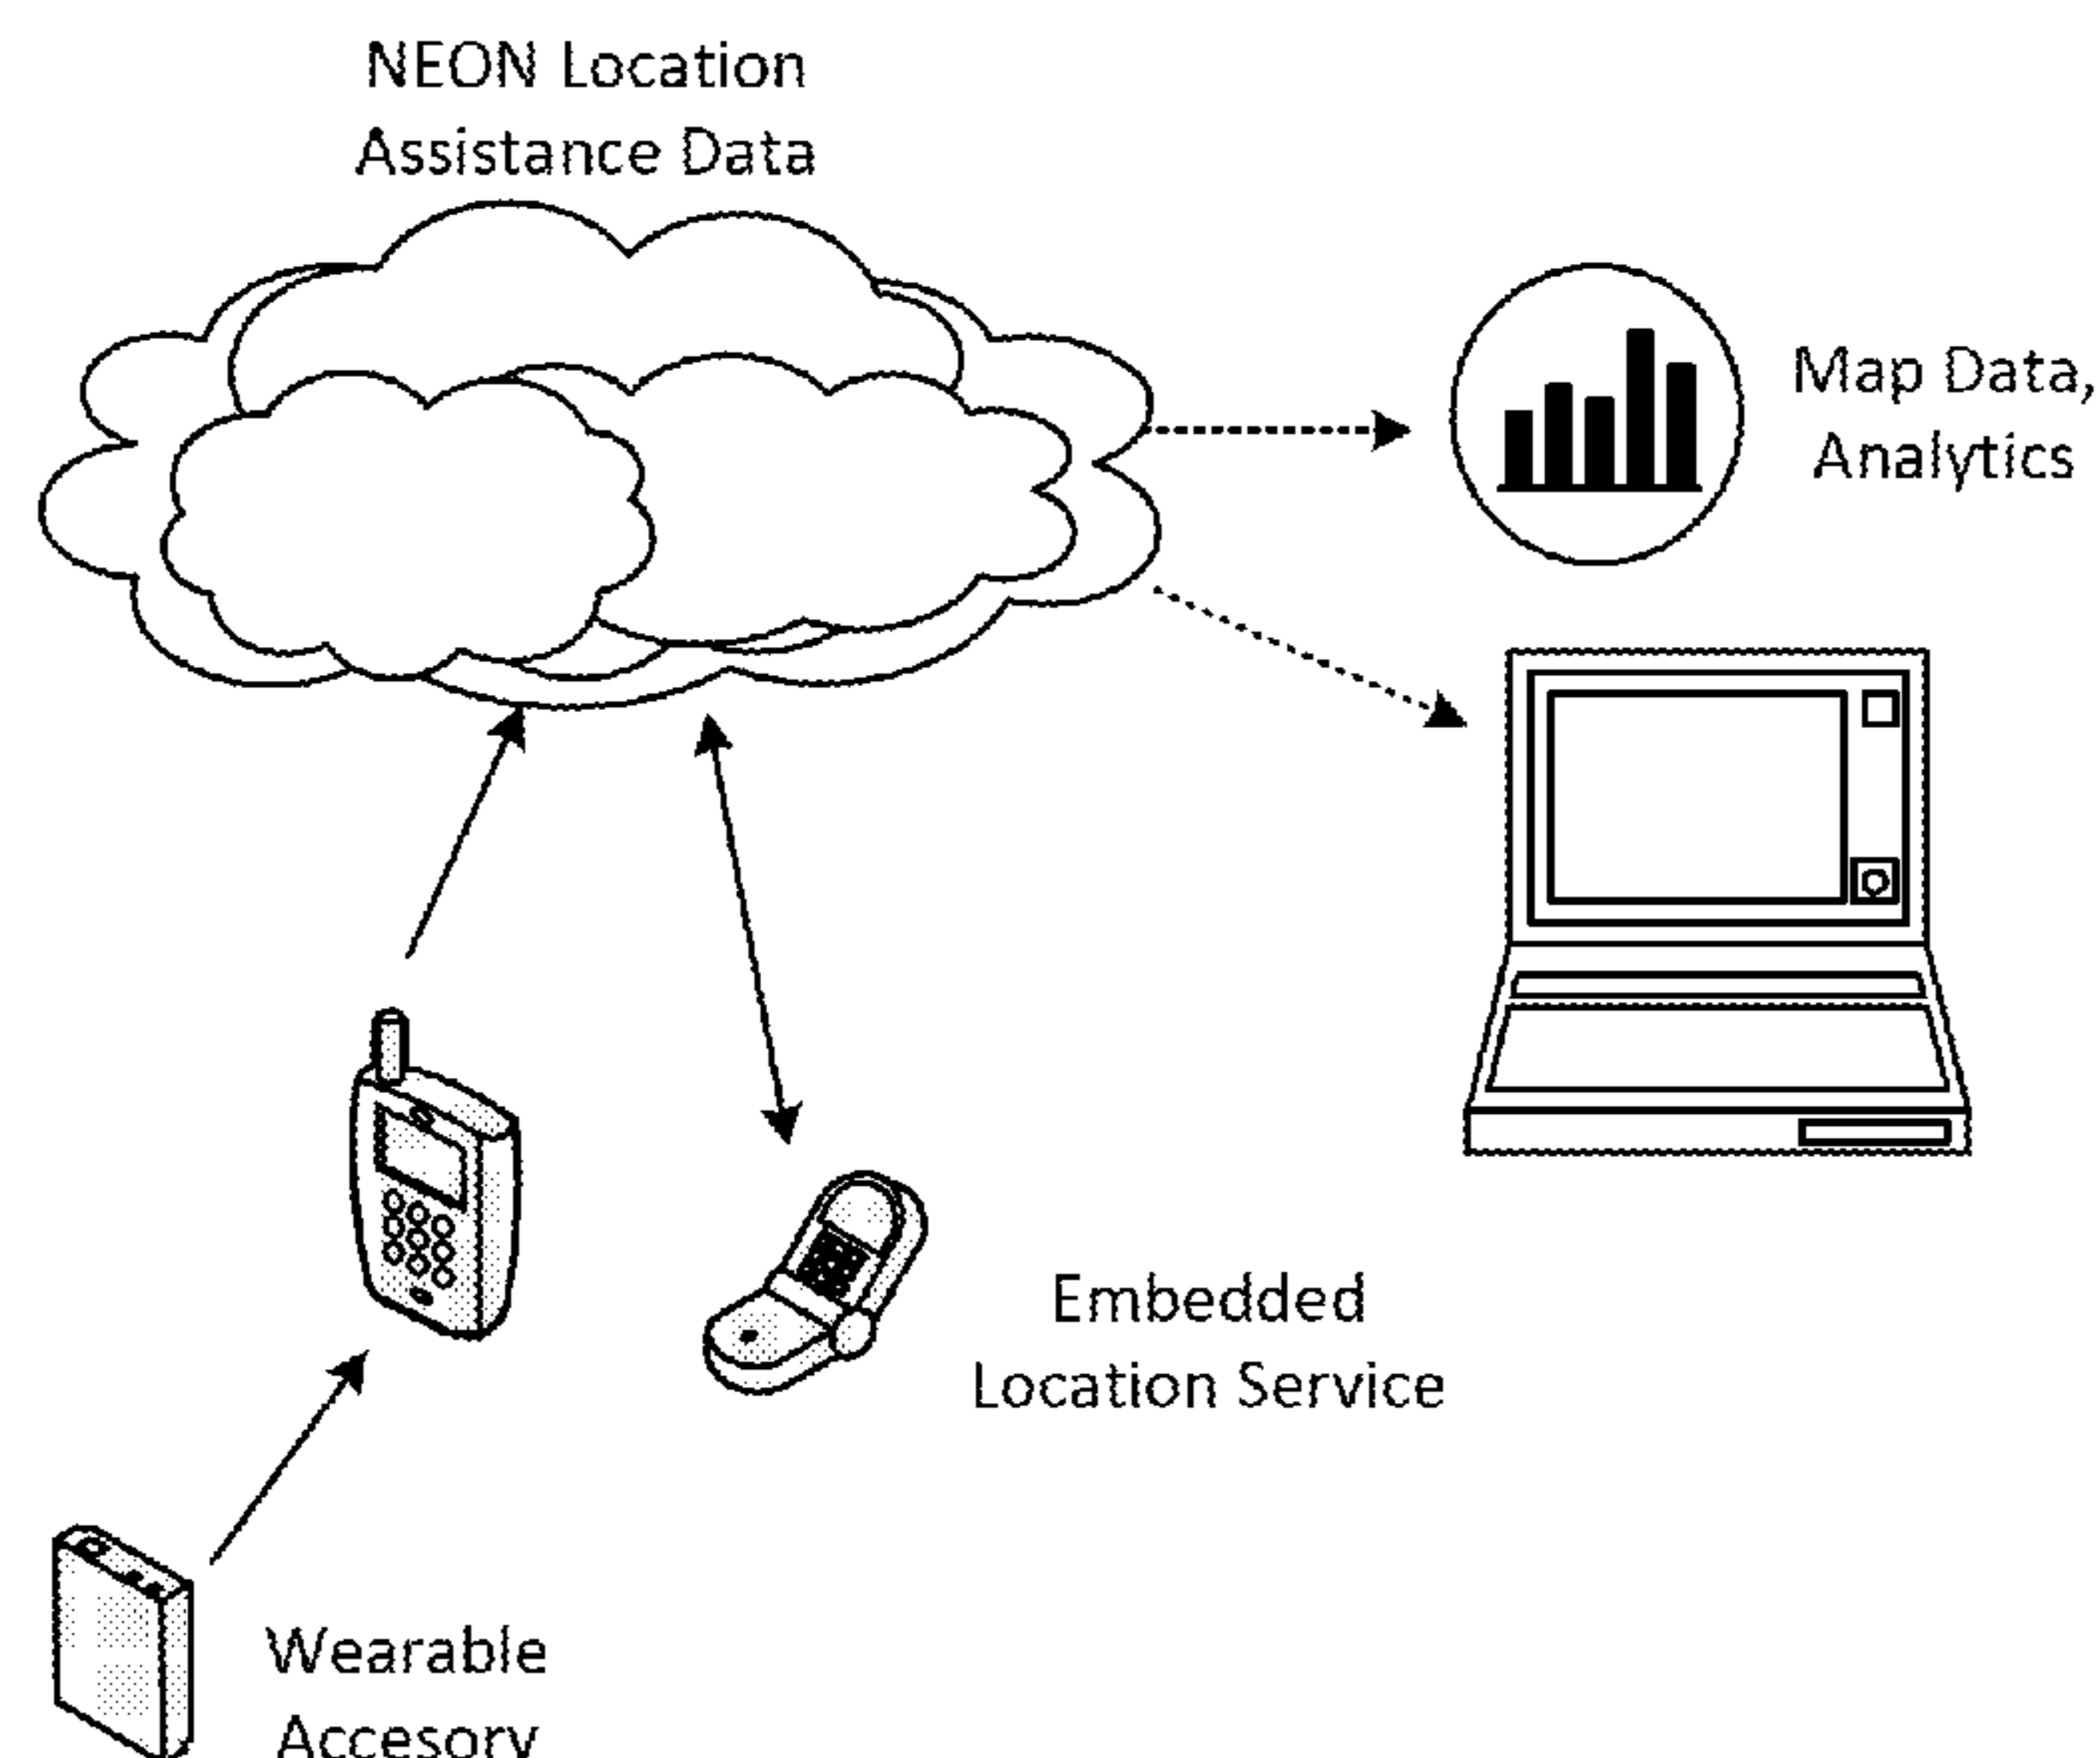 NEON Location
Assistance Data
Map Data,
Analytics
Embedded
Location Service
Wearable
Accesory